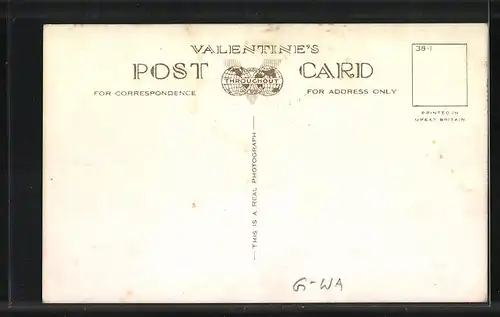 VALENTINE'S
POST CARD
THROUGHOUT
FOR CORRESPONDENCE
FOR ADDRESS ONLY
38-1
PRINTED IN
GREAT BRITAIN
THIS IS A REAL PHOTOGRAPH
G-WA